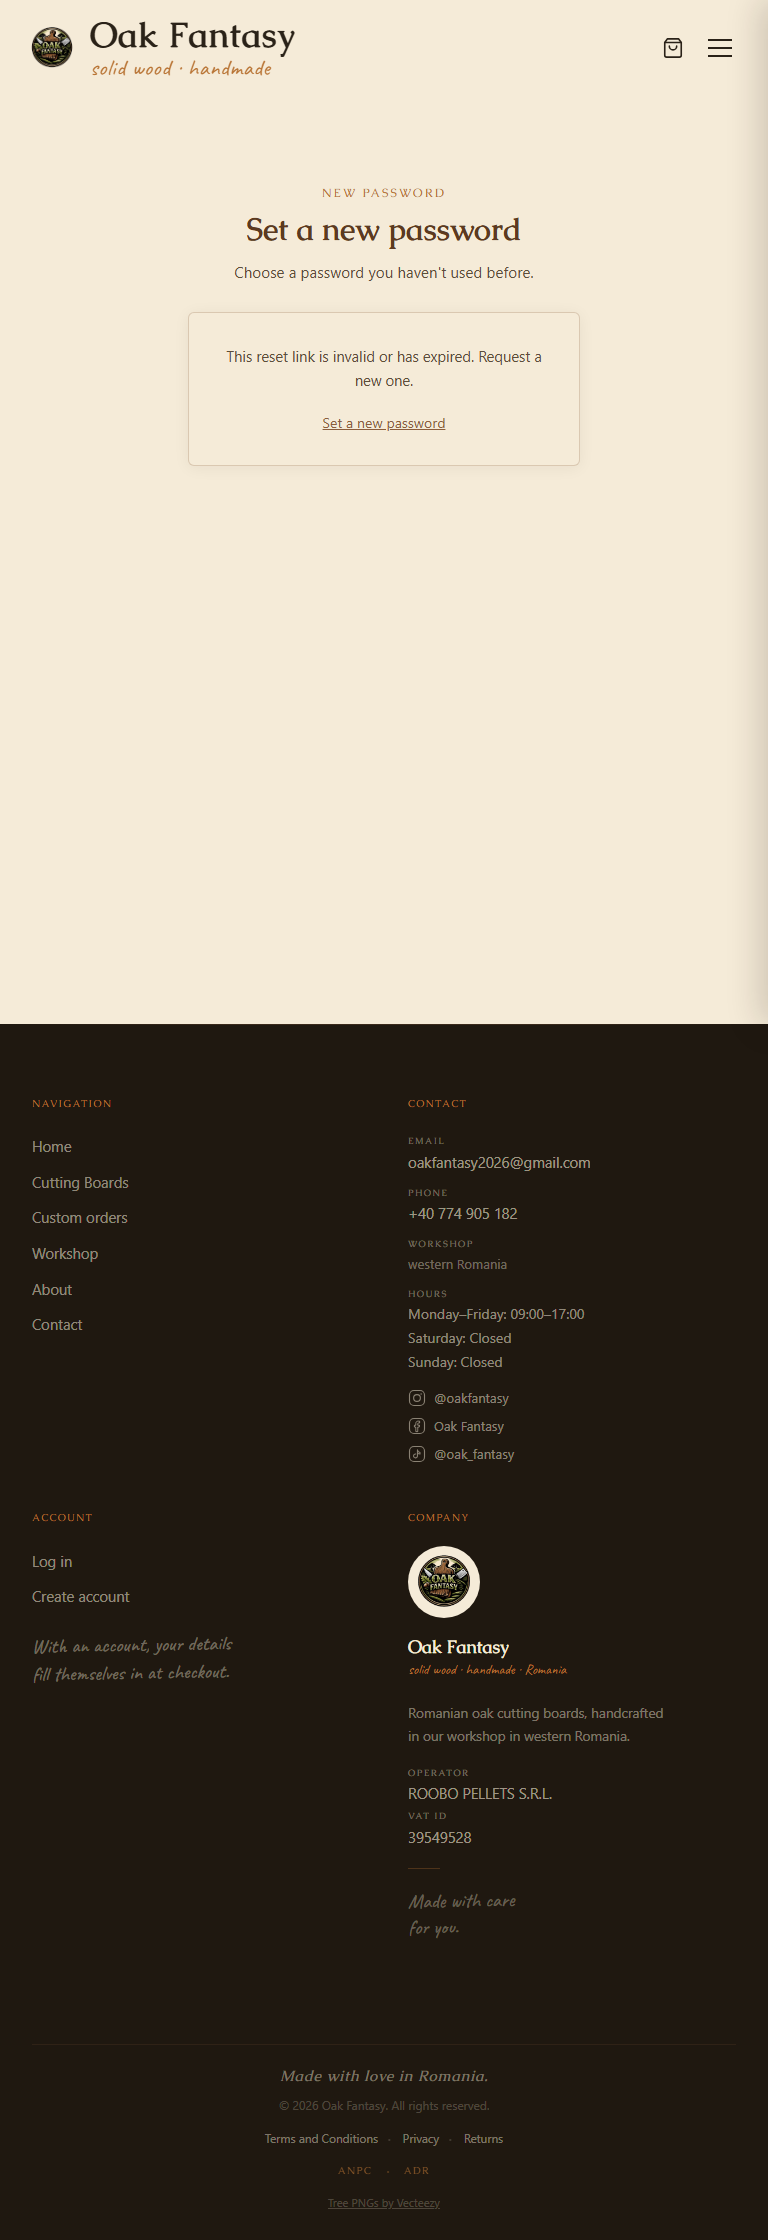 OAK FANTASY
Oak Fantasy
solid wood · handmade
NEW PASSWORD
Set a new password
Choose a password you haven't used before.
This reset link is invalid or has expired. Request a
new one.
Set a new password
NAVIGATION
Home
Cutting Boards
Custom orders
Workshop
About
Contact
CONTACT
EMAIL
oakfantasy2026@gmail.com
PHONE
+40 774 905 182
WORKSHOP
western Romania
HOURS
Monday–Friday: 09:00–17:00
Saturday: Closed
Sunday: Closed
@oakfantasy
Oak Fantasy
@oak_fantasy
ACCOUNT
Log in
Create account
With an account, your details
fill themselves in at checkout.
COMPANY
OAK
FANTASY
Oak Fantasy
solid wood · handmade · Romania
Romanian oak cutting boards, handcrafted
in our workshop in western Romania.
OPERATOR
ROOBO PELLETS S.R.L.
VAT ID
39549528
Made with care
for you.
Made with love in Romania.
© 2026 Oak Fantasy. All rights reserved.
Terms and Conditions · Privacy · Returns
ANPC · ADR
Tree PNGs by Vecteezy